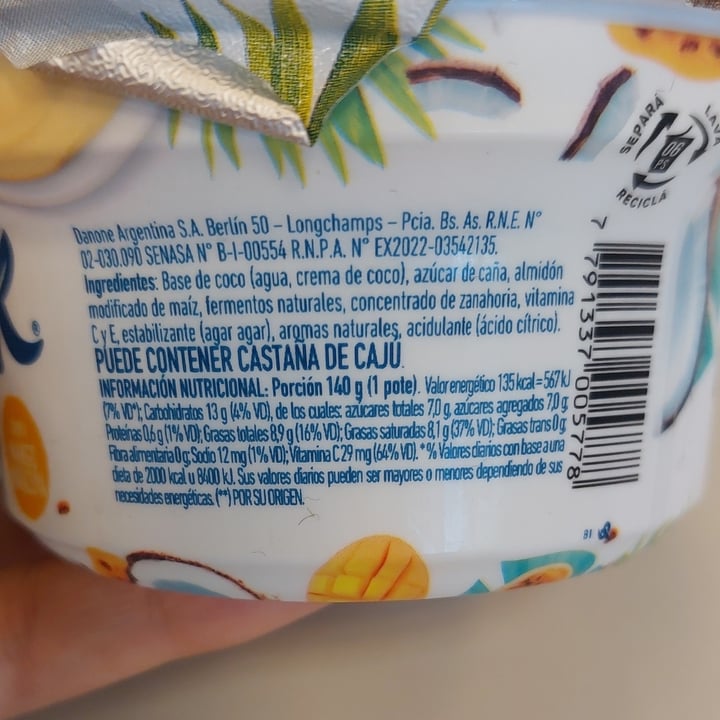 Danone Argentina S.A. Berlín 50 – Longchamps – Pcia. Bs. As. R.N.E. N°
02-030.090 SENASA N° B-I-00554 R.N.P.A. N° EX2022-03542135.
Ingredientes: Base de coco (agua, crema de coco), azúcar de caña, almidón
modificado de maíz, fermentos naturales, concentrado de zanahoria, vitamina
C y E, estabilizante (agar agar), aromas naturales, acidulante (ácido cítrico).
PUEDE CONTENER CASTAÑA DE CAJÚ.
INFORMACIÓN NUTRICIONAL: Porción 140 g (1 pote). Valor energético 135 kcal=567 kJ
(7% VD*); Carbohidratos 13 g (4% VD), de los cuales: azúcares totales 7,0 g, azúcares agregados 7,0 g;
Proteínas 0,6 g (1% VD); Grasas totales 8,9 g (16% VD); Grasas saturadas 8,1 g (37% VD); Grasas trans 0 g;
Fibra alimentaria 0 g; Sodio 12 mg (1% VD); Vitamina C 29 mg (64% VD). *% Valores diarios con base a una
dieta de 2000 kcal u 8400 kJ. Sus valores diarios pueden ser mayores o menores dependiendo de sus
necesidades energéticas. (**) POR SU ORIGEN.
SEPARÁ
LAVÁ
RECICLÁ
06
PS
7 791337 005778
BI